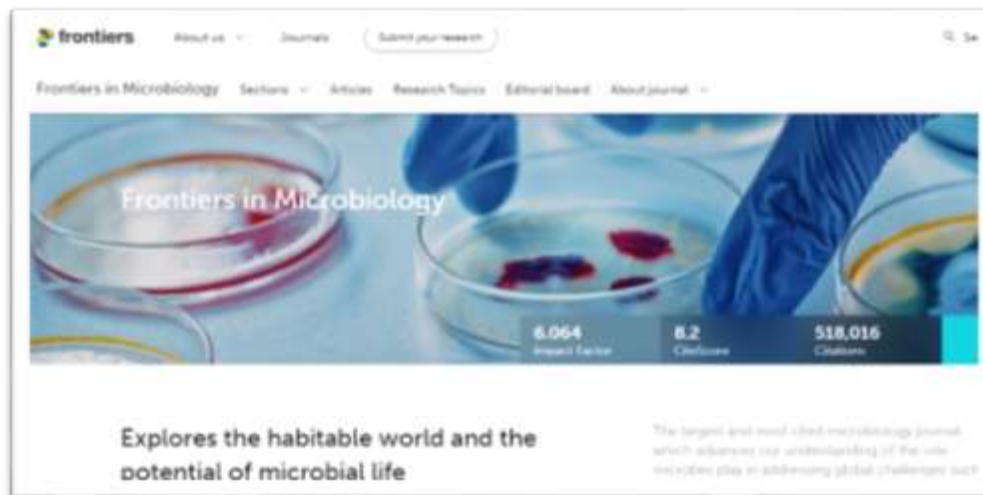 frontiers About us Journals Submit your research Se
Frontiers in Microbiology Sections Articles Research Topics Editorial board About journal
Frontiers in Microbiology
6.064 8.2 518,016
Impact Factor CiteScore Citations
Explores the habitable world and the
potential of microbial life
The largest and most cited microbiology journal
which advances our understanding of the role
microbes play in addressing global challenges such